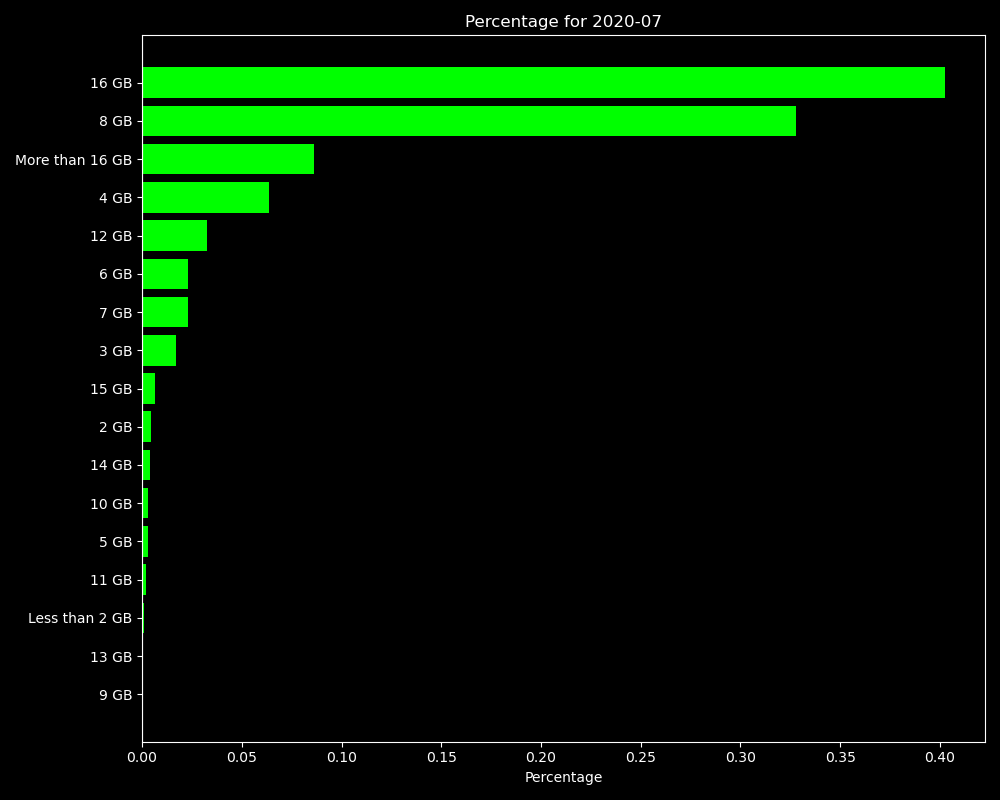 Percentage for 2020-07
16 GB
8 GB
More than 16 GB
4 GB
12 GB
6 GB
7 GB
3 GB
15 GB
2 GB
14 GB
10 GB
5 GB
11 GB
Less than 2 GB
13 GB
9 GB
0.00 0.05 0.10 0.15 0.20 0.25 0.30 0.35 0.40
Percentage